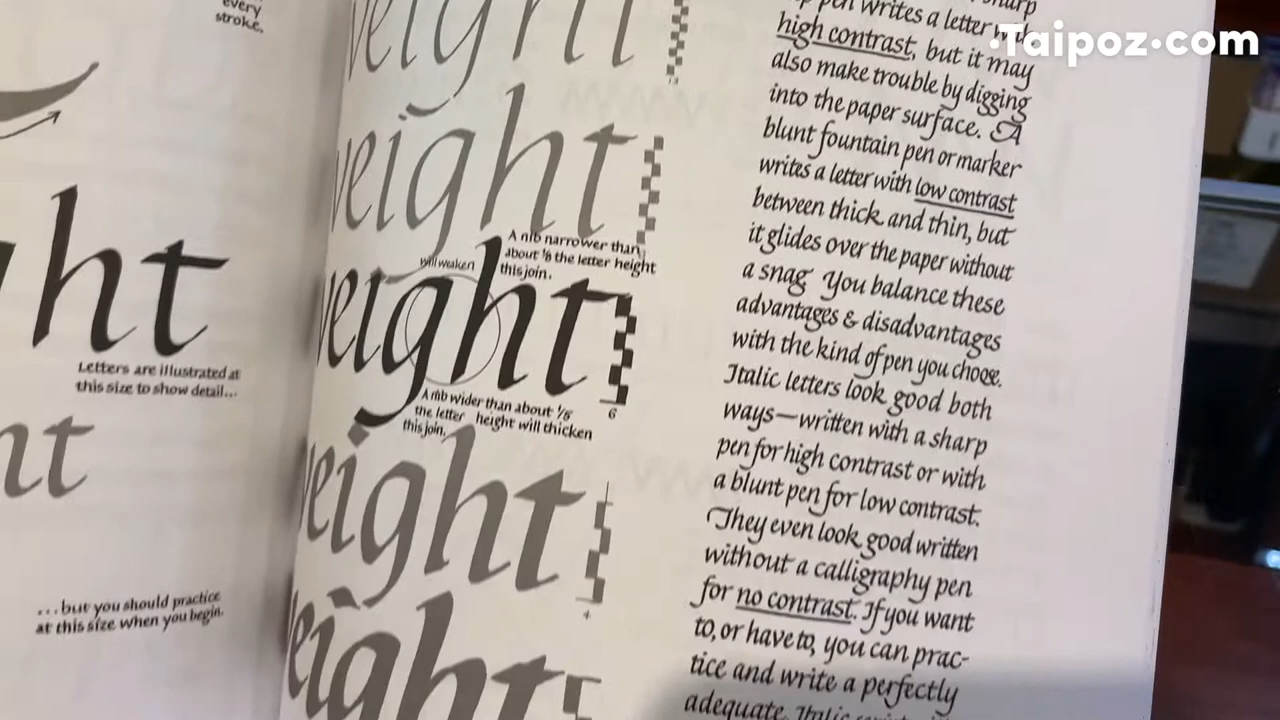 every
stroke.
ht
Letters are illustrated at
this size to show detail...
nt
...but you should practice
at this size when you begin.
weight
weight
A nib narrower than
about 1/8 the letter height
will weaken
this join.
weight
6
A nib wider than about 1/5
the letter height will thicken
this join.
weight
eight
pen writes a letter with
high contrast, but it may
also make trouble by digging
into the paper surface. A
blunt fountain pen or marker
writes a letter with low contrast
between thick and thin, but
it glides over the paper without
a snag You balance these
advantages & disadvantages
with the kind of pen you choose.
Italic letters look good both
ways—written with a sharp
pen for high contrast or with
a blunt pen for low contrast.
They even look good written
without a calligraphy pen
for no contrast. If you want
to, or have to, you can prac-
tice and write a perfectly
adequate Italic
·Taipoz·com